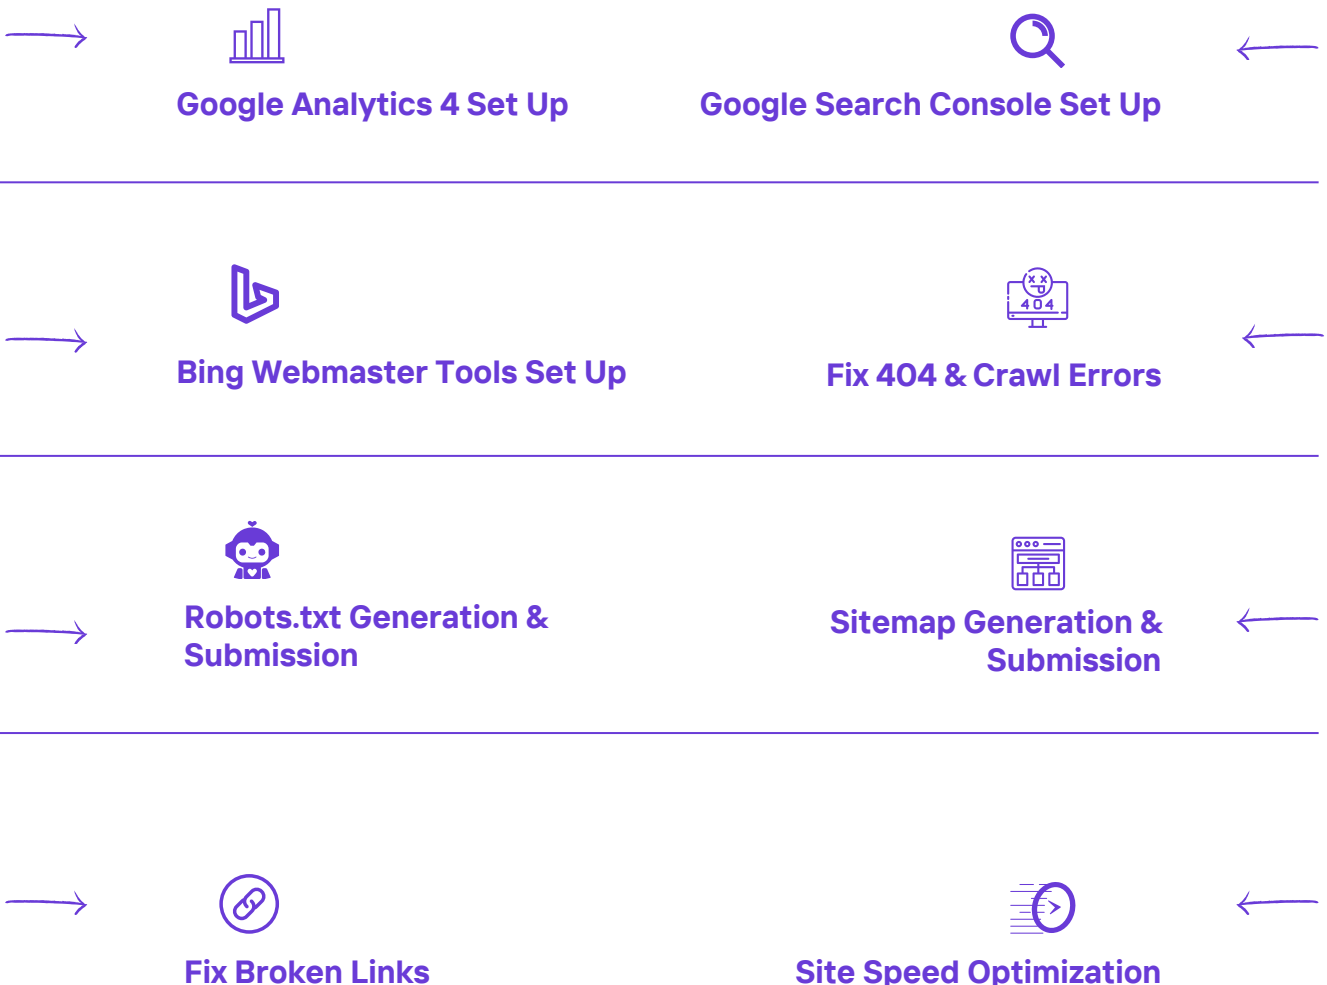 Google Analytics 4 Set Up
Google Search Console Set Up
Bing Webmaster Tools Set Up
404
Fix 404 & Crawl Errors
Robots.txt Generation &
Submission
Sitemap Generation &
Submission
Fix Broken Links
Site Speed Optimization